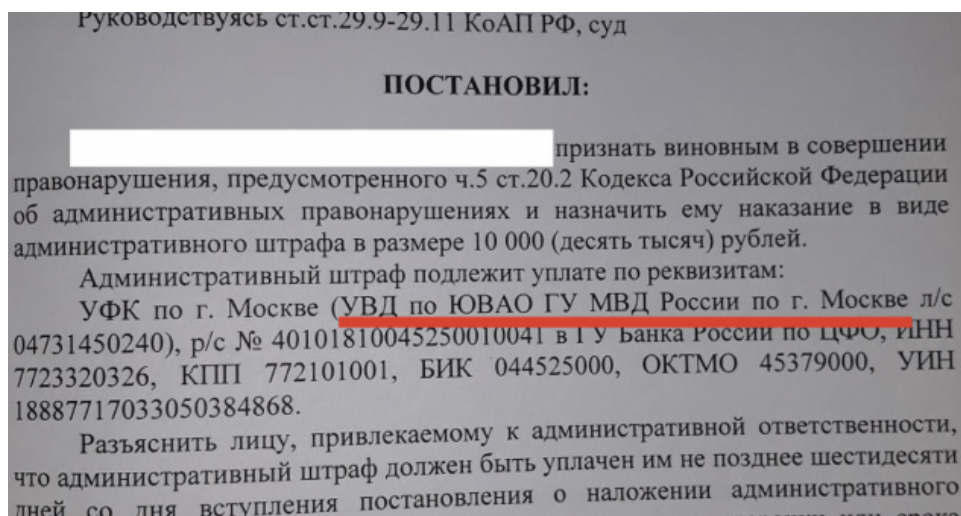 Руководствуясь ст.ст.29.9-29.11 КоАП РФ, суд
ПОСТАНОВИЛ:
признать виновным в совершении
правонарушения, предусмотренного ч.5 ст.20.2 Кодекса Российской Федерации
об административных правонарушениях и назначить ему наказание в виде
административного штрафа в размере 10 000 (десять тысяч) рублей.
Административный штраф подлежит уплате по реквизитам:
УФК по г. Москве (УВД по ЮВАО ГУ МВД России по г. Москве л/с
04731450240), р/с № 40101810045250010041 в ГУ Банка России по ЦФО, ИНН
7723320326, КПП 772101001, БИК 044525000, ОКТМО 45379000, УИН
18887717033050384868.
Разъяснить лицу, привлекаемому к административной ответственности,
что административный штраф должен быть уплачен им не позднее шестидесяти
дней со дня вступления постановления о наложении административного